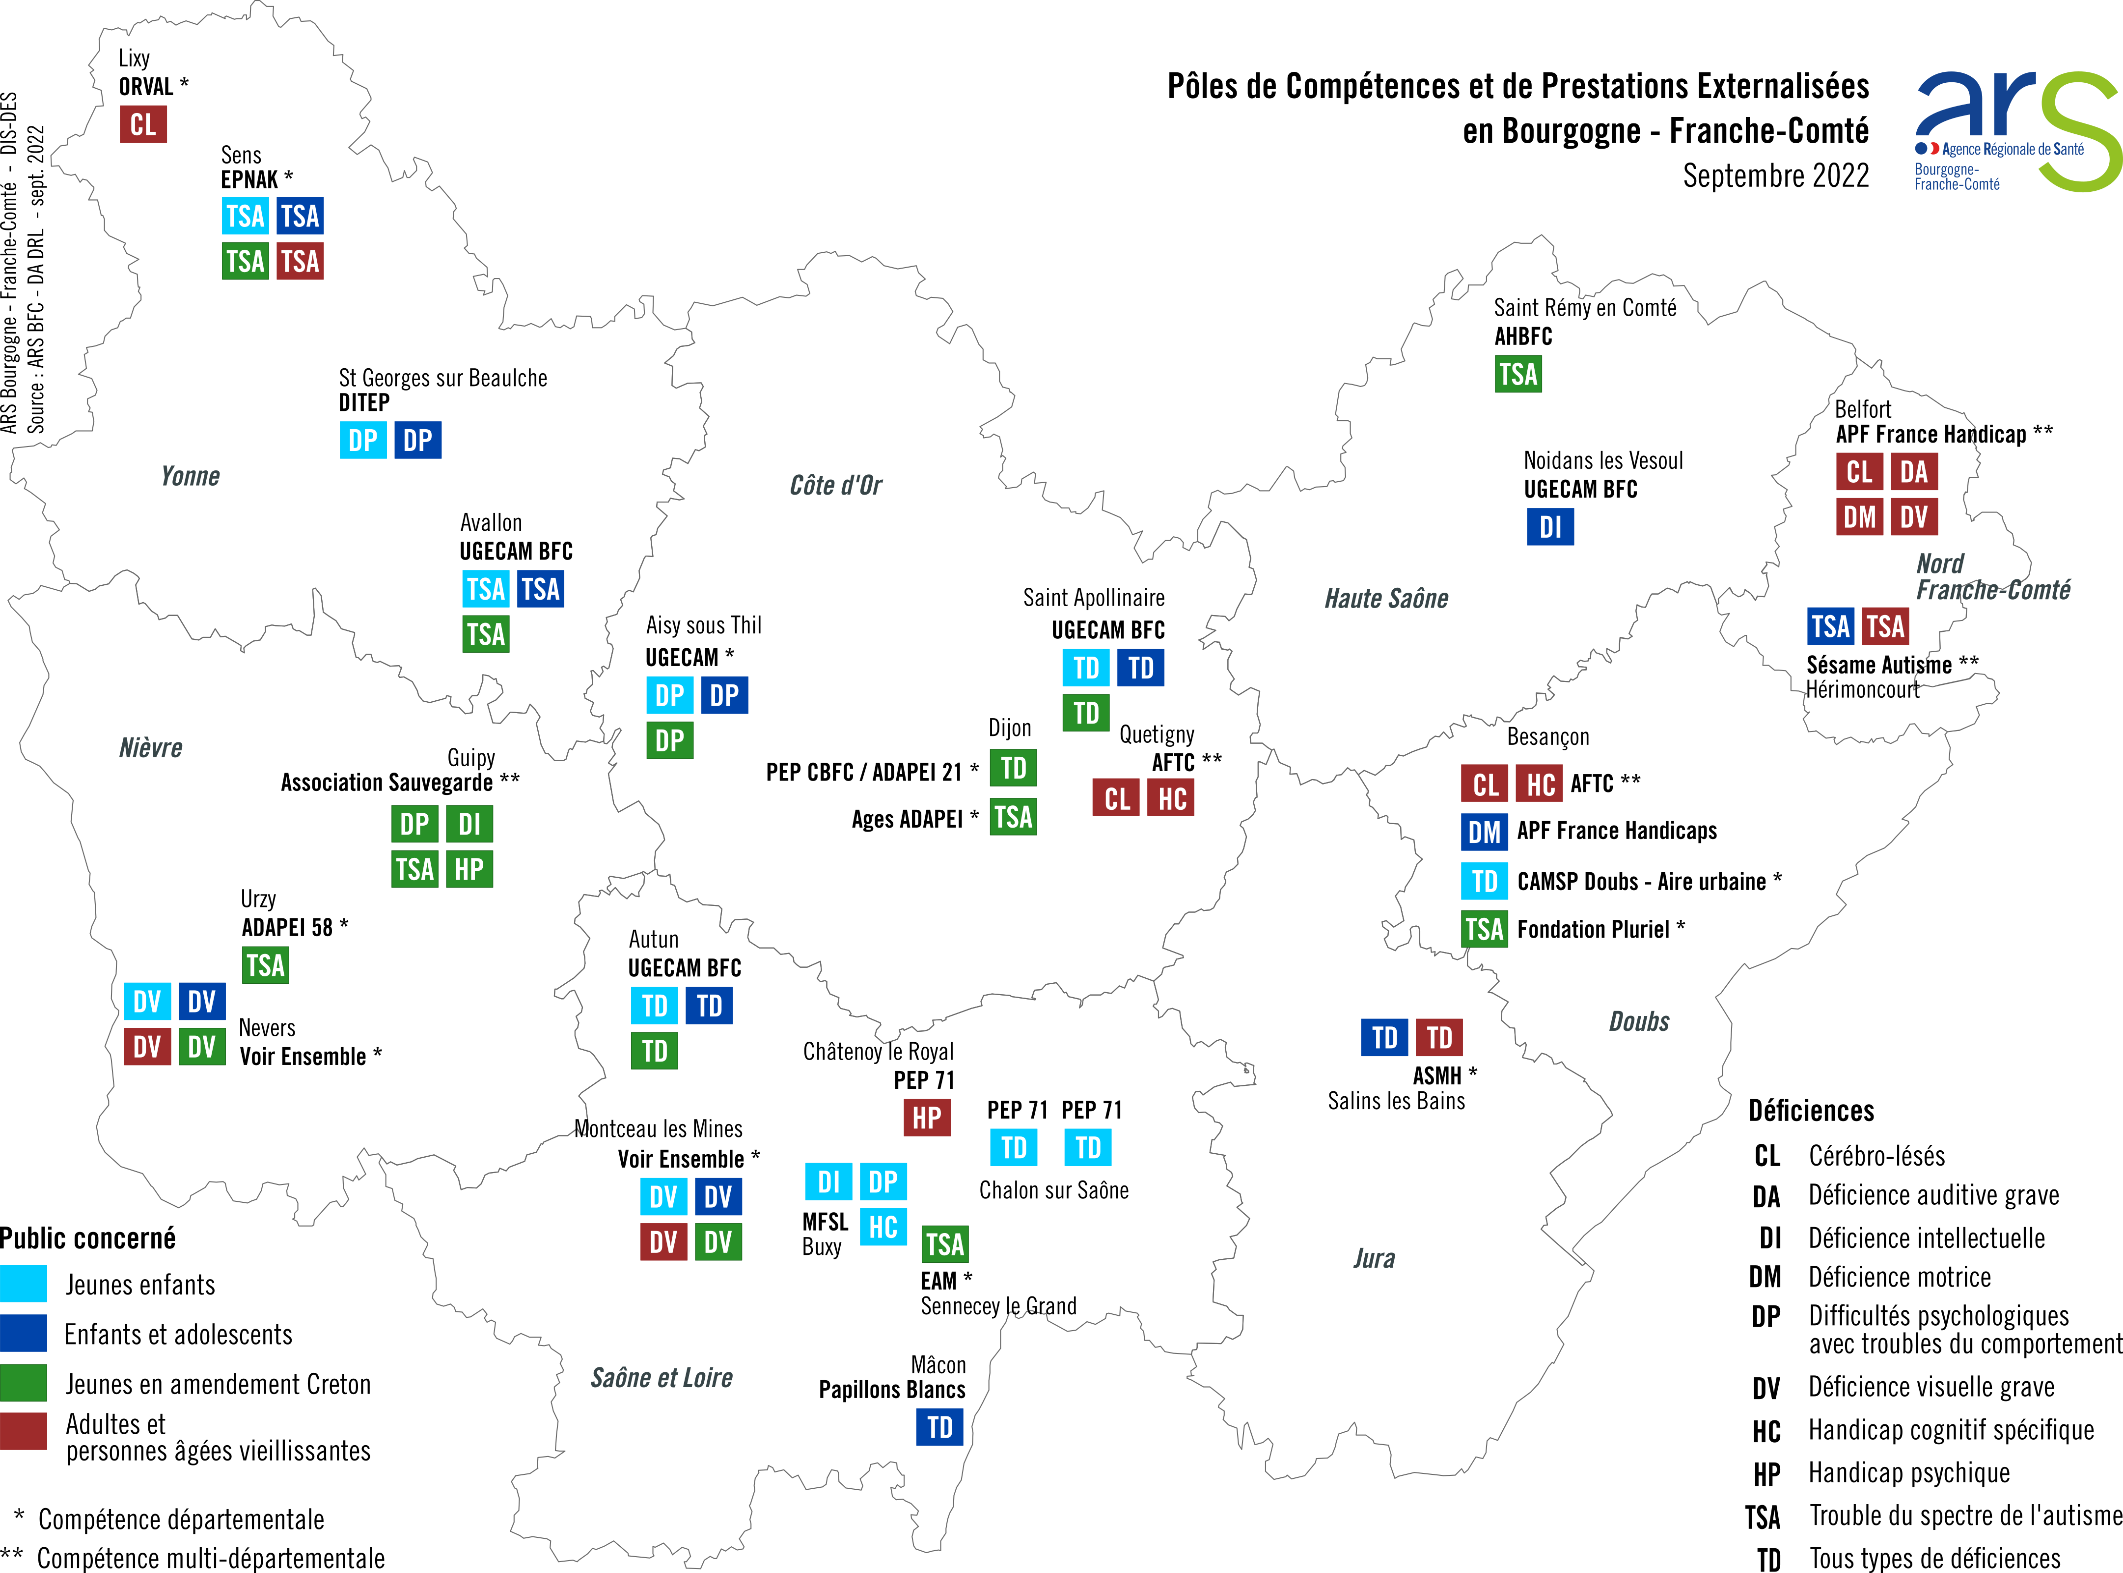 Pôles de Compétences et de Prestations Externalisées
en Bourgogne - Franche-Comté
Septembre 2022
ars
Agence Régionale de Santé
Bourgogne-
Franche-Comté
ARS Bourgogne - Franche-Comté - DIS-DES
Source : ARS BFC - DA DRL - sept. 2022
Lixy
ORVAL *
CL
Sens
EPNAK *
TSA TSA
TSA TSA
St Georges sur Beaulche
DITEP
DP DP
Yonne
Avallon
UGECAM BFC
TSA TSA
TSA
Côte d'Or
Aisy sous Thil
UGECAM *
DP DP
DP
Saint Apollinaire
UGECAM BFC
TD TD
TD
Dijon
PEP CBFC / ADAPEI 21 * TD
Ages ADAPEI * TSA
Quetigny
AFTC **
CL HC
Saint Rémy en Comté
AHBFC
TSA
Noidans les Vesoul
UGECAM BFC
DI
Haute Saône
Belfort
APF France Handicap **
CL DA
DM DV
Nord
Franche-Comté
TSA TSA
Sésame Autisme **
Hérimoncourt
Nièvre
Guipy
Association Sauvegarde **
DP DI
TSA HP
Urzy
ADAPEI 58 *
TSA
DV DV
DV DV
Nevers
Voir Ensemble *
Besançon
CL HC AFTC **
DM APF France Handicaps
TD CAMSP Doubs - Aire urbaine *
TSA Fondation Pluriel *
Doubs
TD TD
ASMH *
Salins les Bains
Jura
Autun
UGECAM BFC
TD TD
TD
Châtenoy le Royal
PEP 71
HP
PEP 71 PEP 71
TD TD
Chalon sur Saône
Montceau les Mines
Voir Ensemble *
DV DV
DV DV
DI DP
HC
MFSL
Buxy
TSA
EAM *
Sennecey le Grand
Saône et Loire
Mâcon
Papillons Blancs
TD
Public concerné
Jeunes enfants
Enfants et adolescents
Jeunes en amendement Creton
Adultes et
personnes âgées vieillissantes
* Compétence départementale
** Compétence multi-départementale
Déficiences
CL Cérébro-lésés
DA Déficience auditive grave
DI Déficience intellectuelle
DM Déficience motrice
DP Difficultés psychologiques
avec troubles du comportement
DV Déficience visuelle grave
HC Handicap cognitif spécifique
HP Handicap psychique
TSA Trouble du spectre de l'autisme
TD Tous types de déficiences